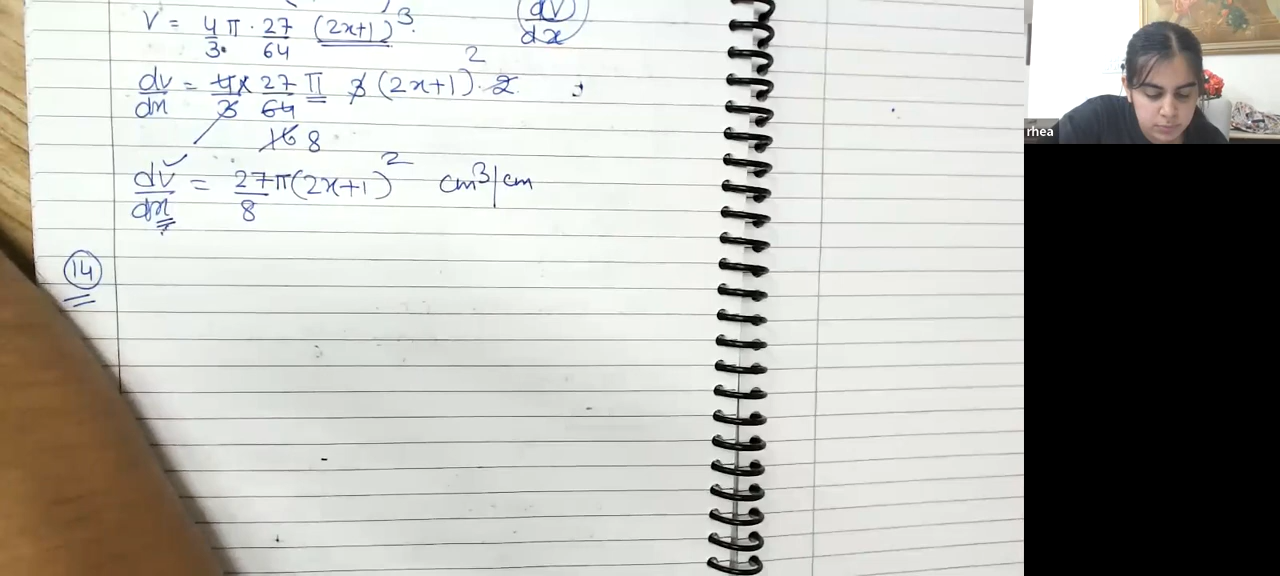 V = 4/3 π · 27/64 (2x+1)³
dV/dx
dv/dx = 4x/3 27/64 π 3 (2x+1)² · 2
16 8
dv/dx = 27/8 π(2x+1)² cm³/cm
14
rhea